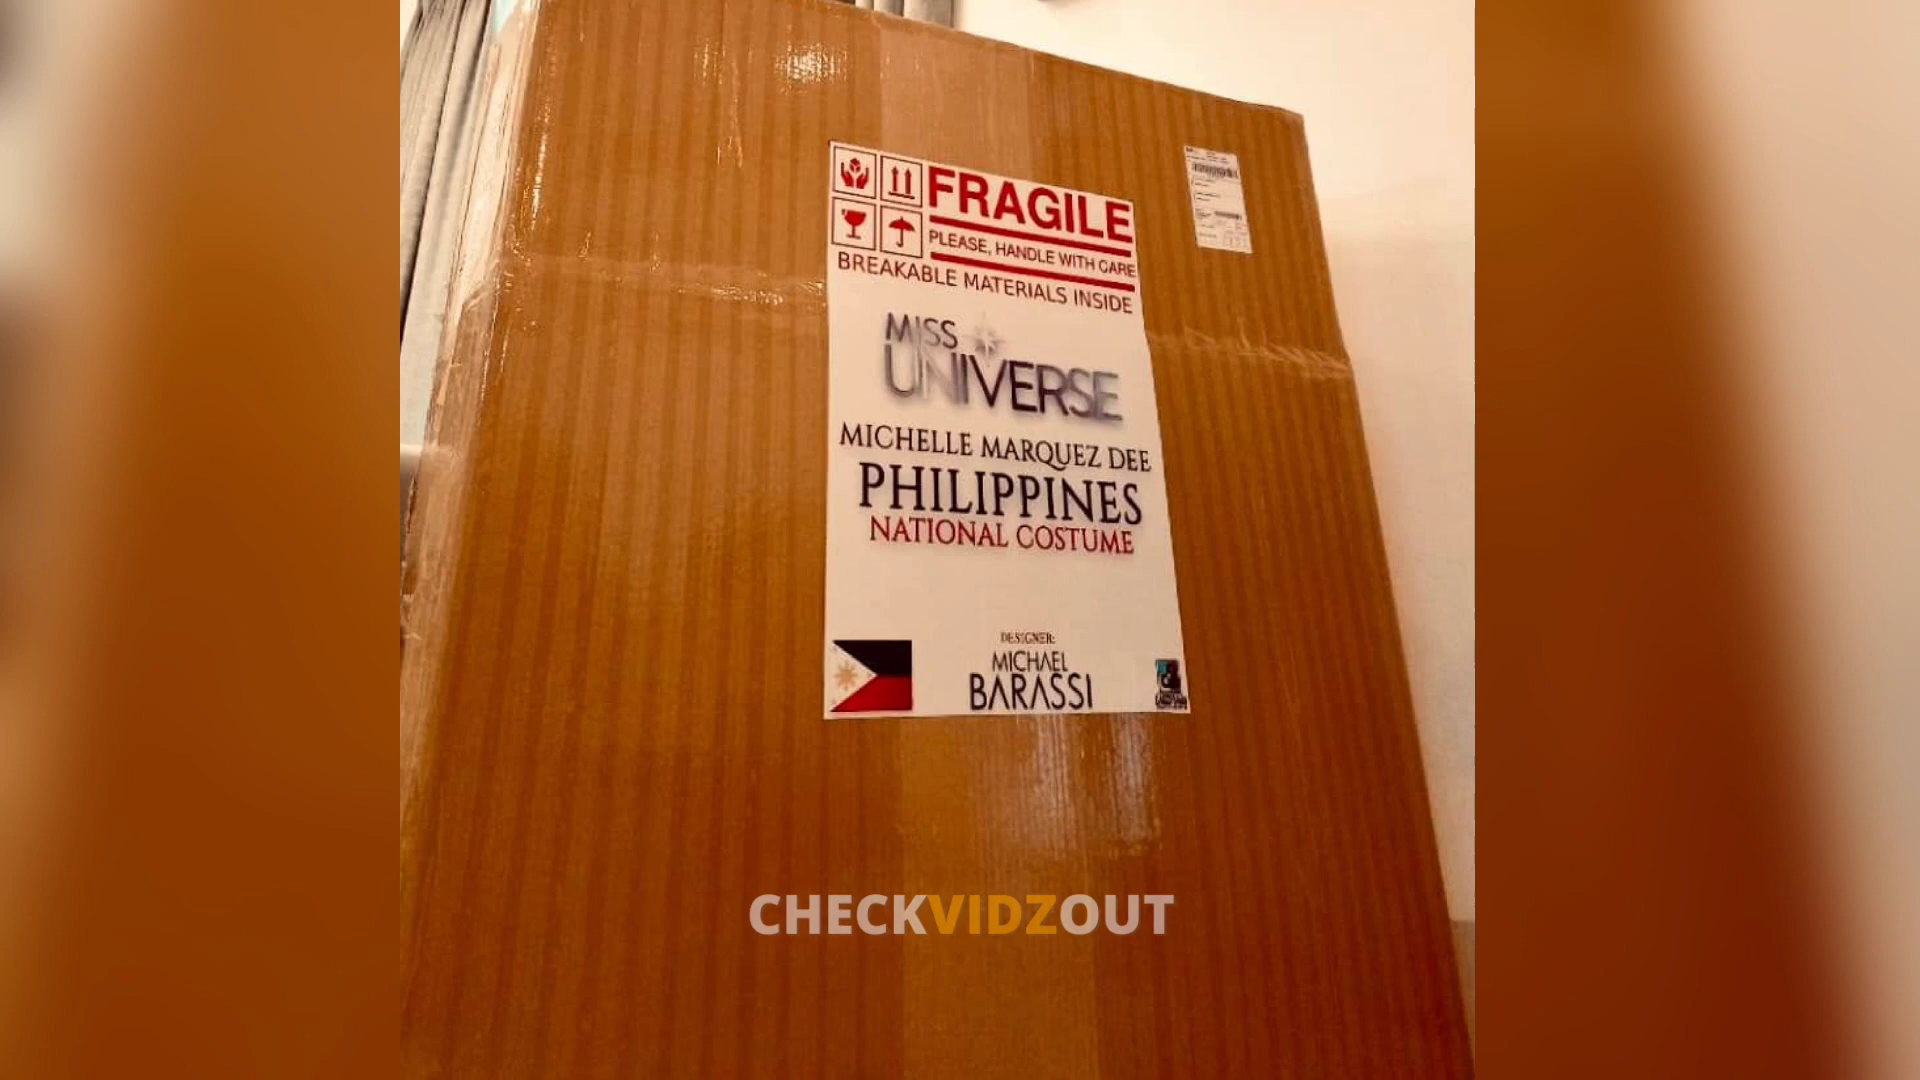 FRAGILE
PLEASE, HANDLE WITH CARE
BREAKABLE MATERIALS INSIDE
MISS
UNIVERSE
MICHELLE MARQUEZ DEE
PHILIPPINES
NATIONAL COSTUME
DESIGNER:
MICHAEL
BARASSI
CHECKVIDZOUT